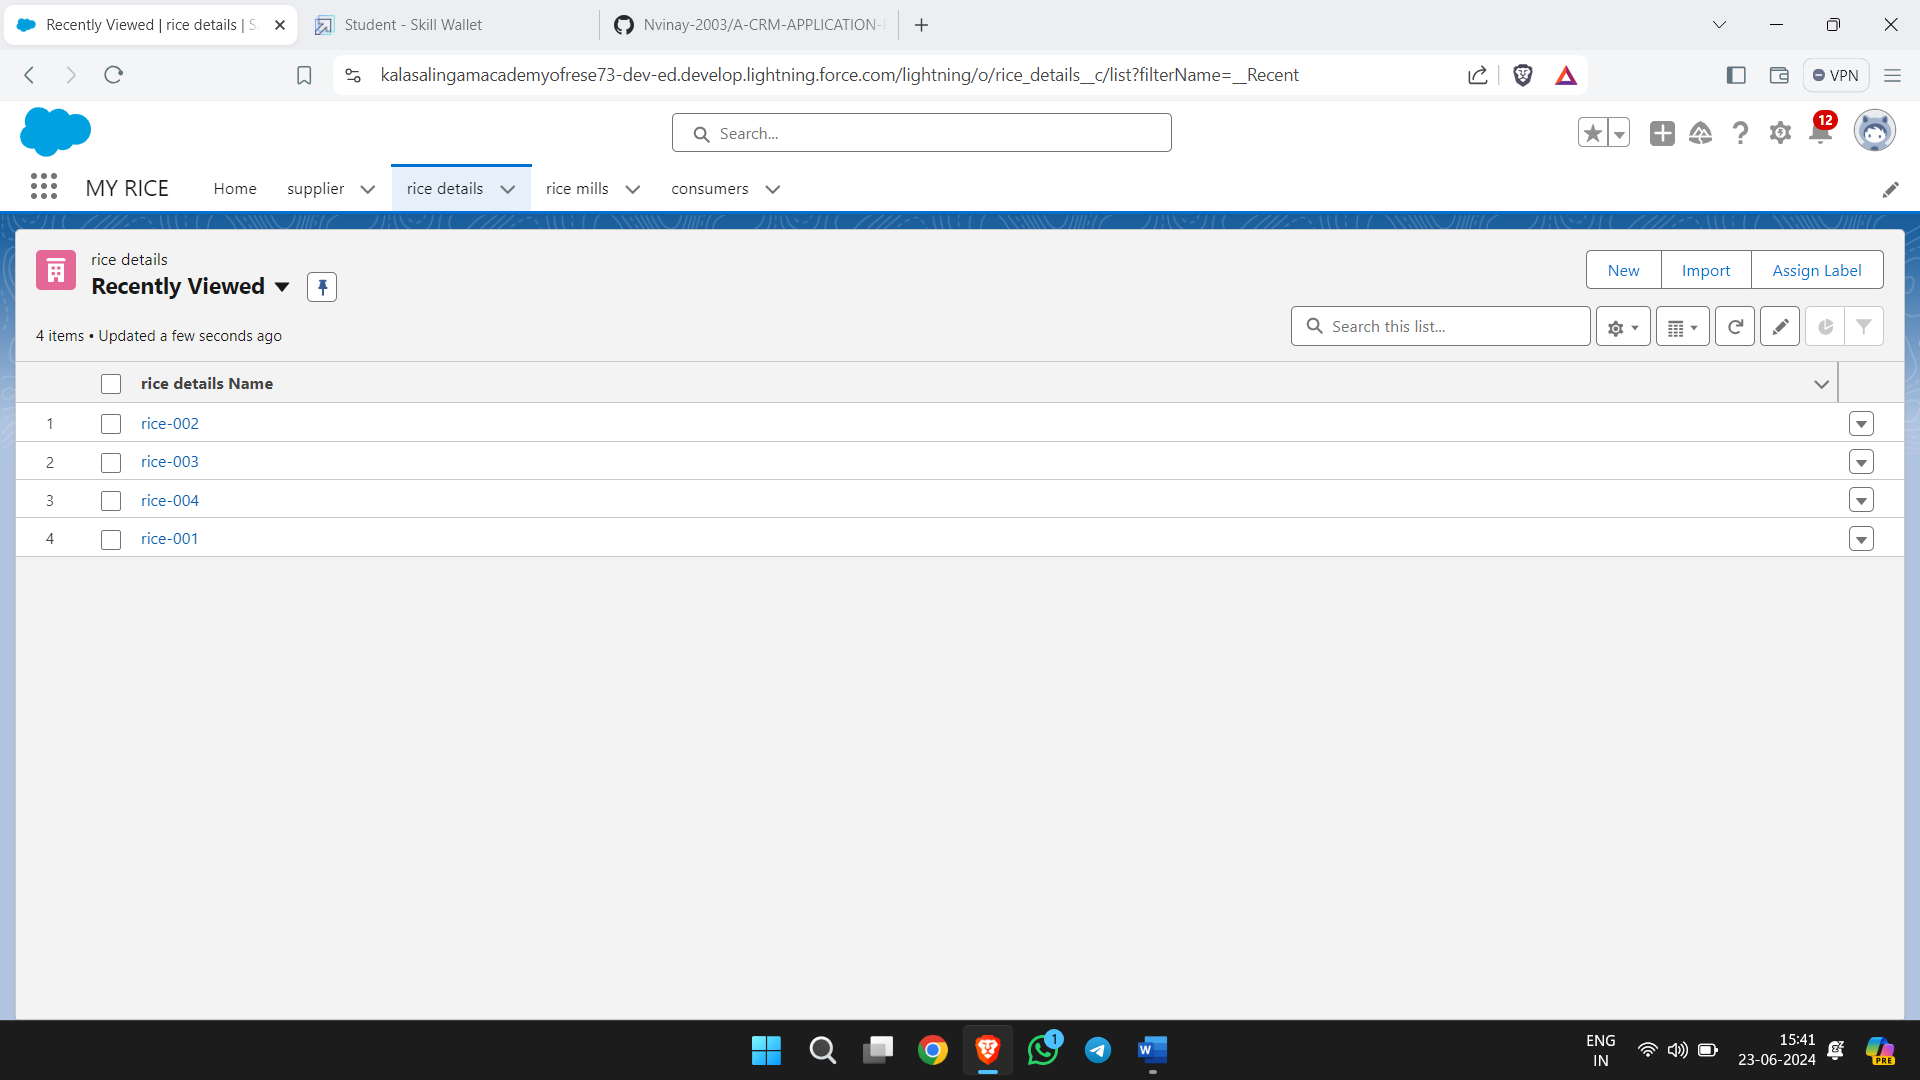 Recently Viewed | rice details | S
Student - Skill Wallet
Nvinay-2003/A-CRM-APPLICATION-
kalasalingamacademyofrese73-dev-ed.develop.lightning.force.com/lightning/o/rice_details__c/list?filterName=__Recent
VPN
Search...
12
MY RICE
Home
supplier
rice details
rice mills
consumers
rice details
Recently Viewed
New
Import
Assign Label
4 items • Updated a few seconds ago
Search this list...
rice details Name
1 rice-002
2 rice-003
3 rice-004
4 rice-001
1
W
ENG
IN
15:41
23-06-2024
PRE